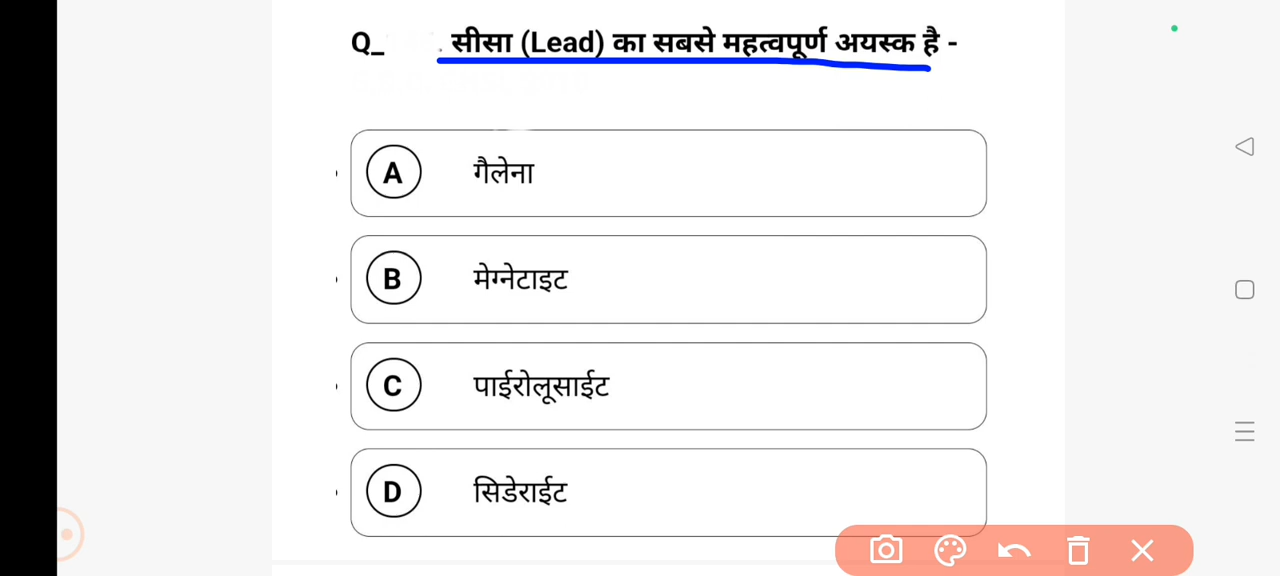 Q_ . सीसा (Lead) का सबसे महत्वपूर्ण अयस्क है -
A गैलेना
B मेग्नेटाइट
C पाईरोलूसाईट
D सिडेराईट